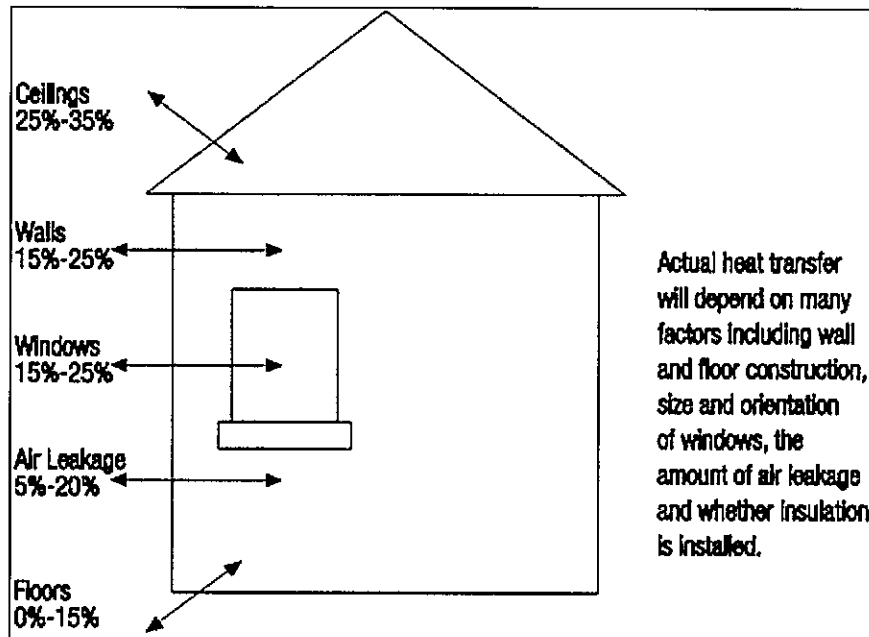 Ceilings
25%-35%
Walls
15%-25%
Windows
15%-25%
Air Leakage
5%-20%
Floors
0%-15%
Actual heat transfer
will depend on many
factors including wall
and floor construction,
size and orientation
of windows, the
amount of air leakage
and whether insulation
is installed.